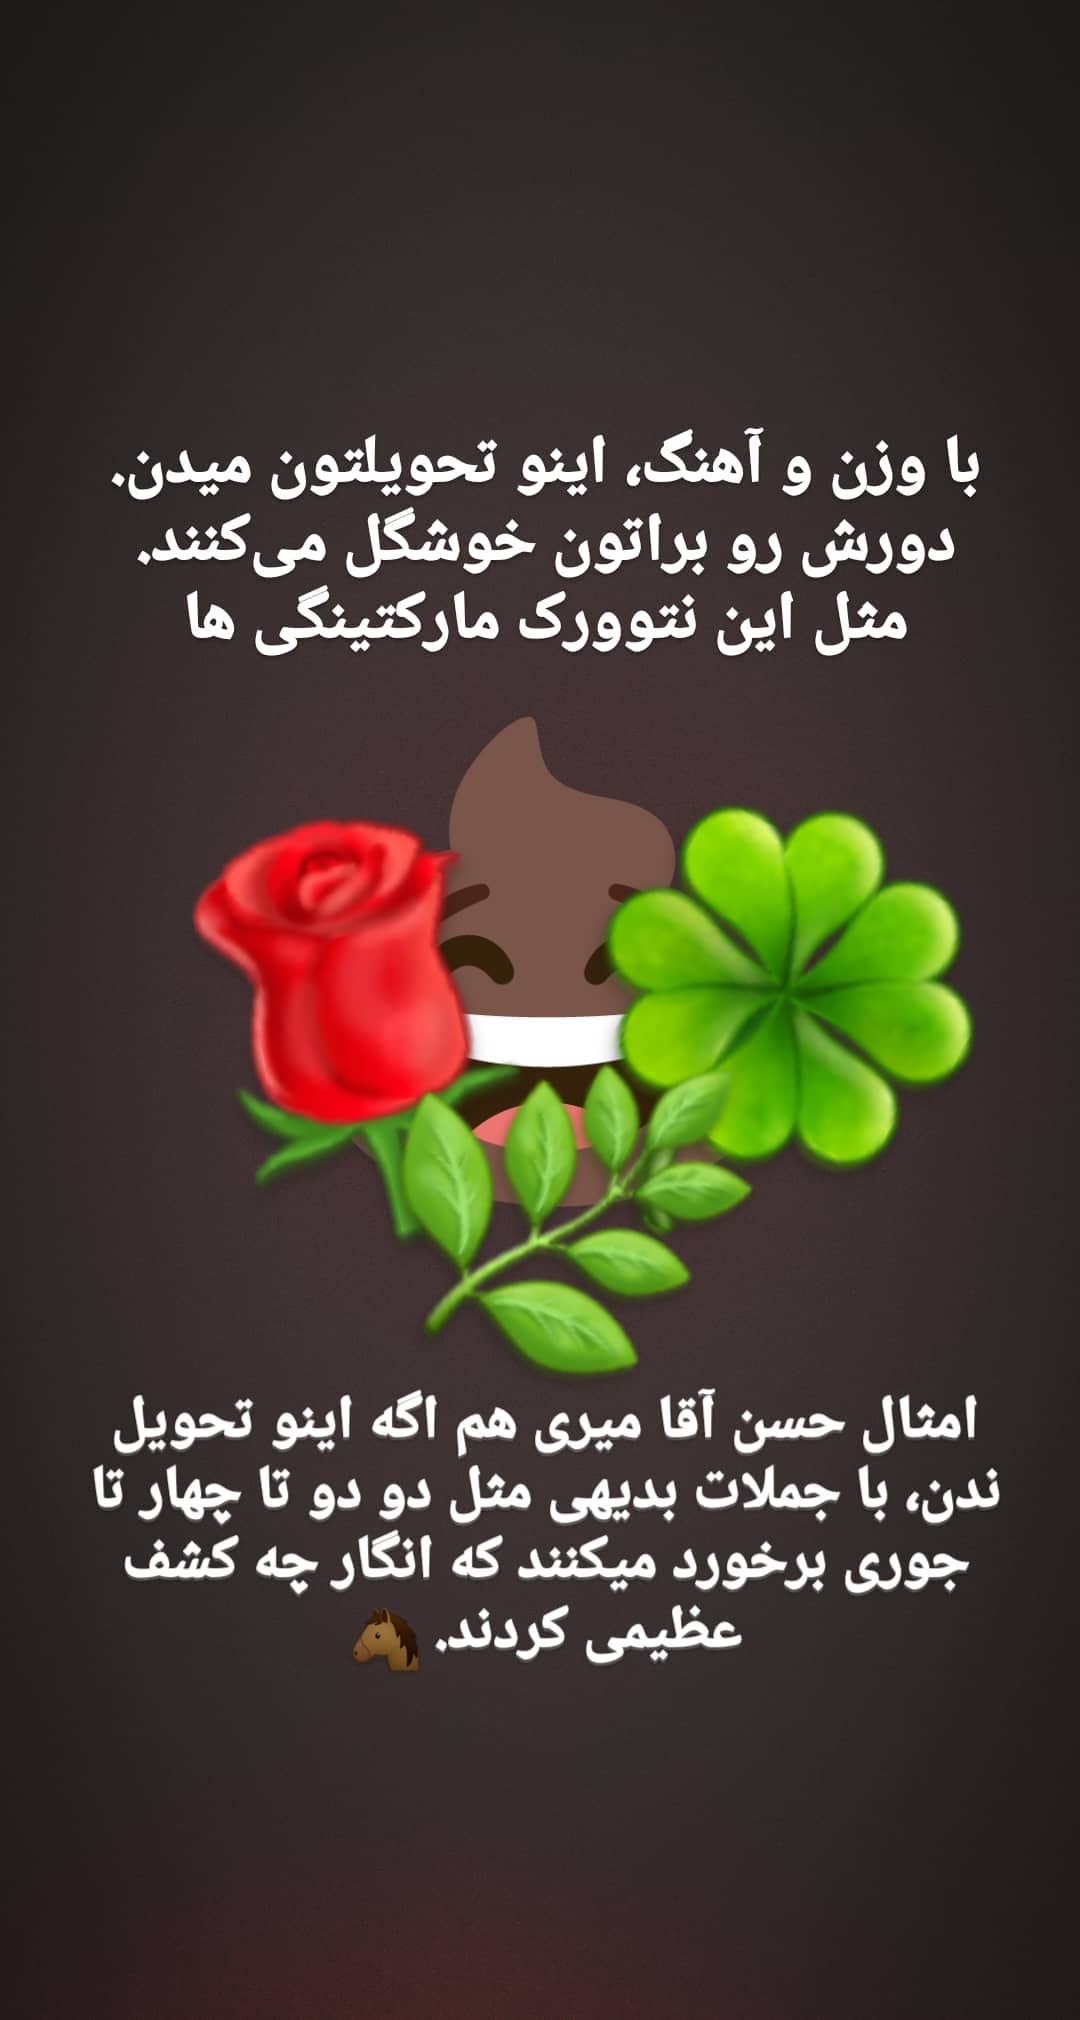 با وزن و آهنگ، اینو تحویلتون میدن.
دورش رو براتون خوشگل می‌کنند.
مثل این نتوورک مارکتینگی ها
امثال حسن آقا میری هم اگه اینو تحویل
ندن، با جملات بدیهی مثل دو دو تا چهار تا
جوری برخورد میکنند که انگار چه کشف
عظیمی کردند. 🐴